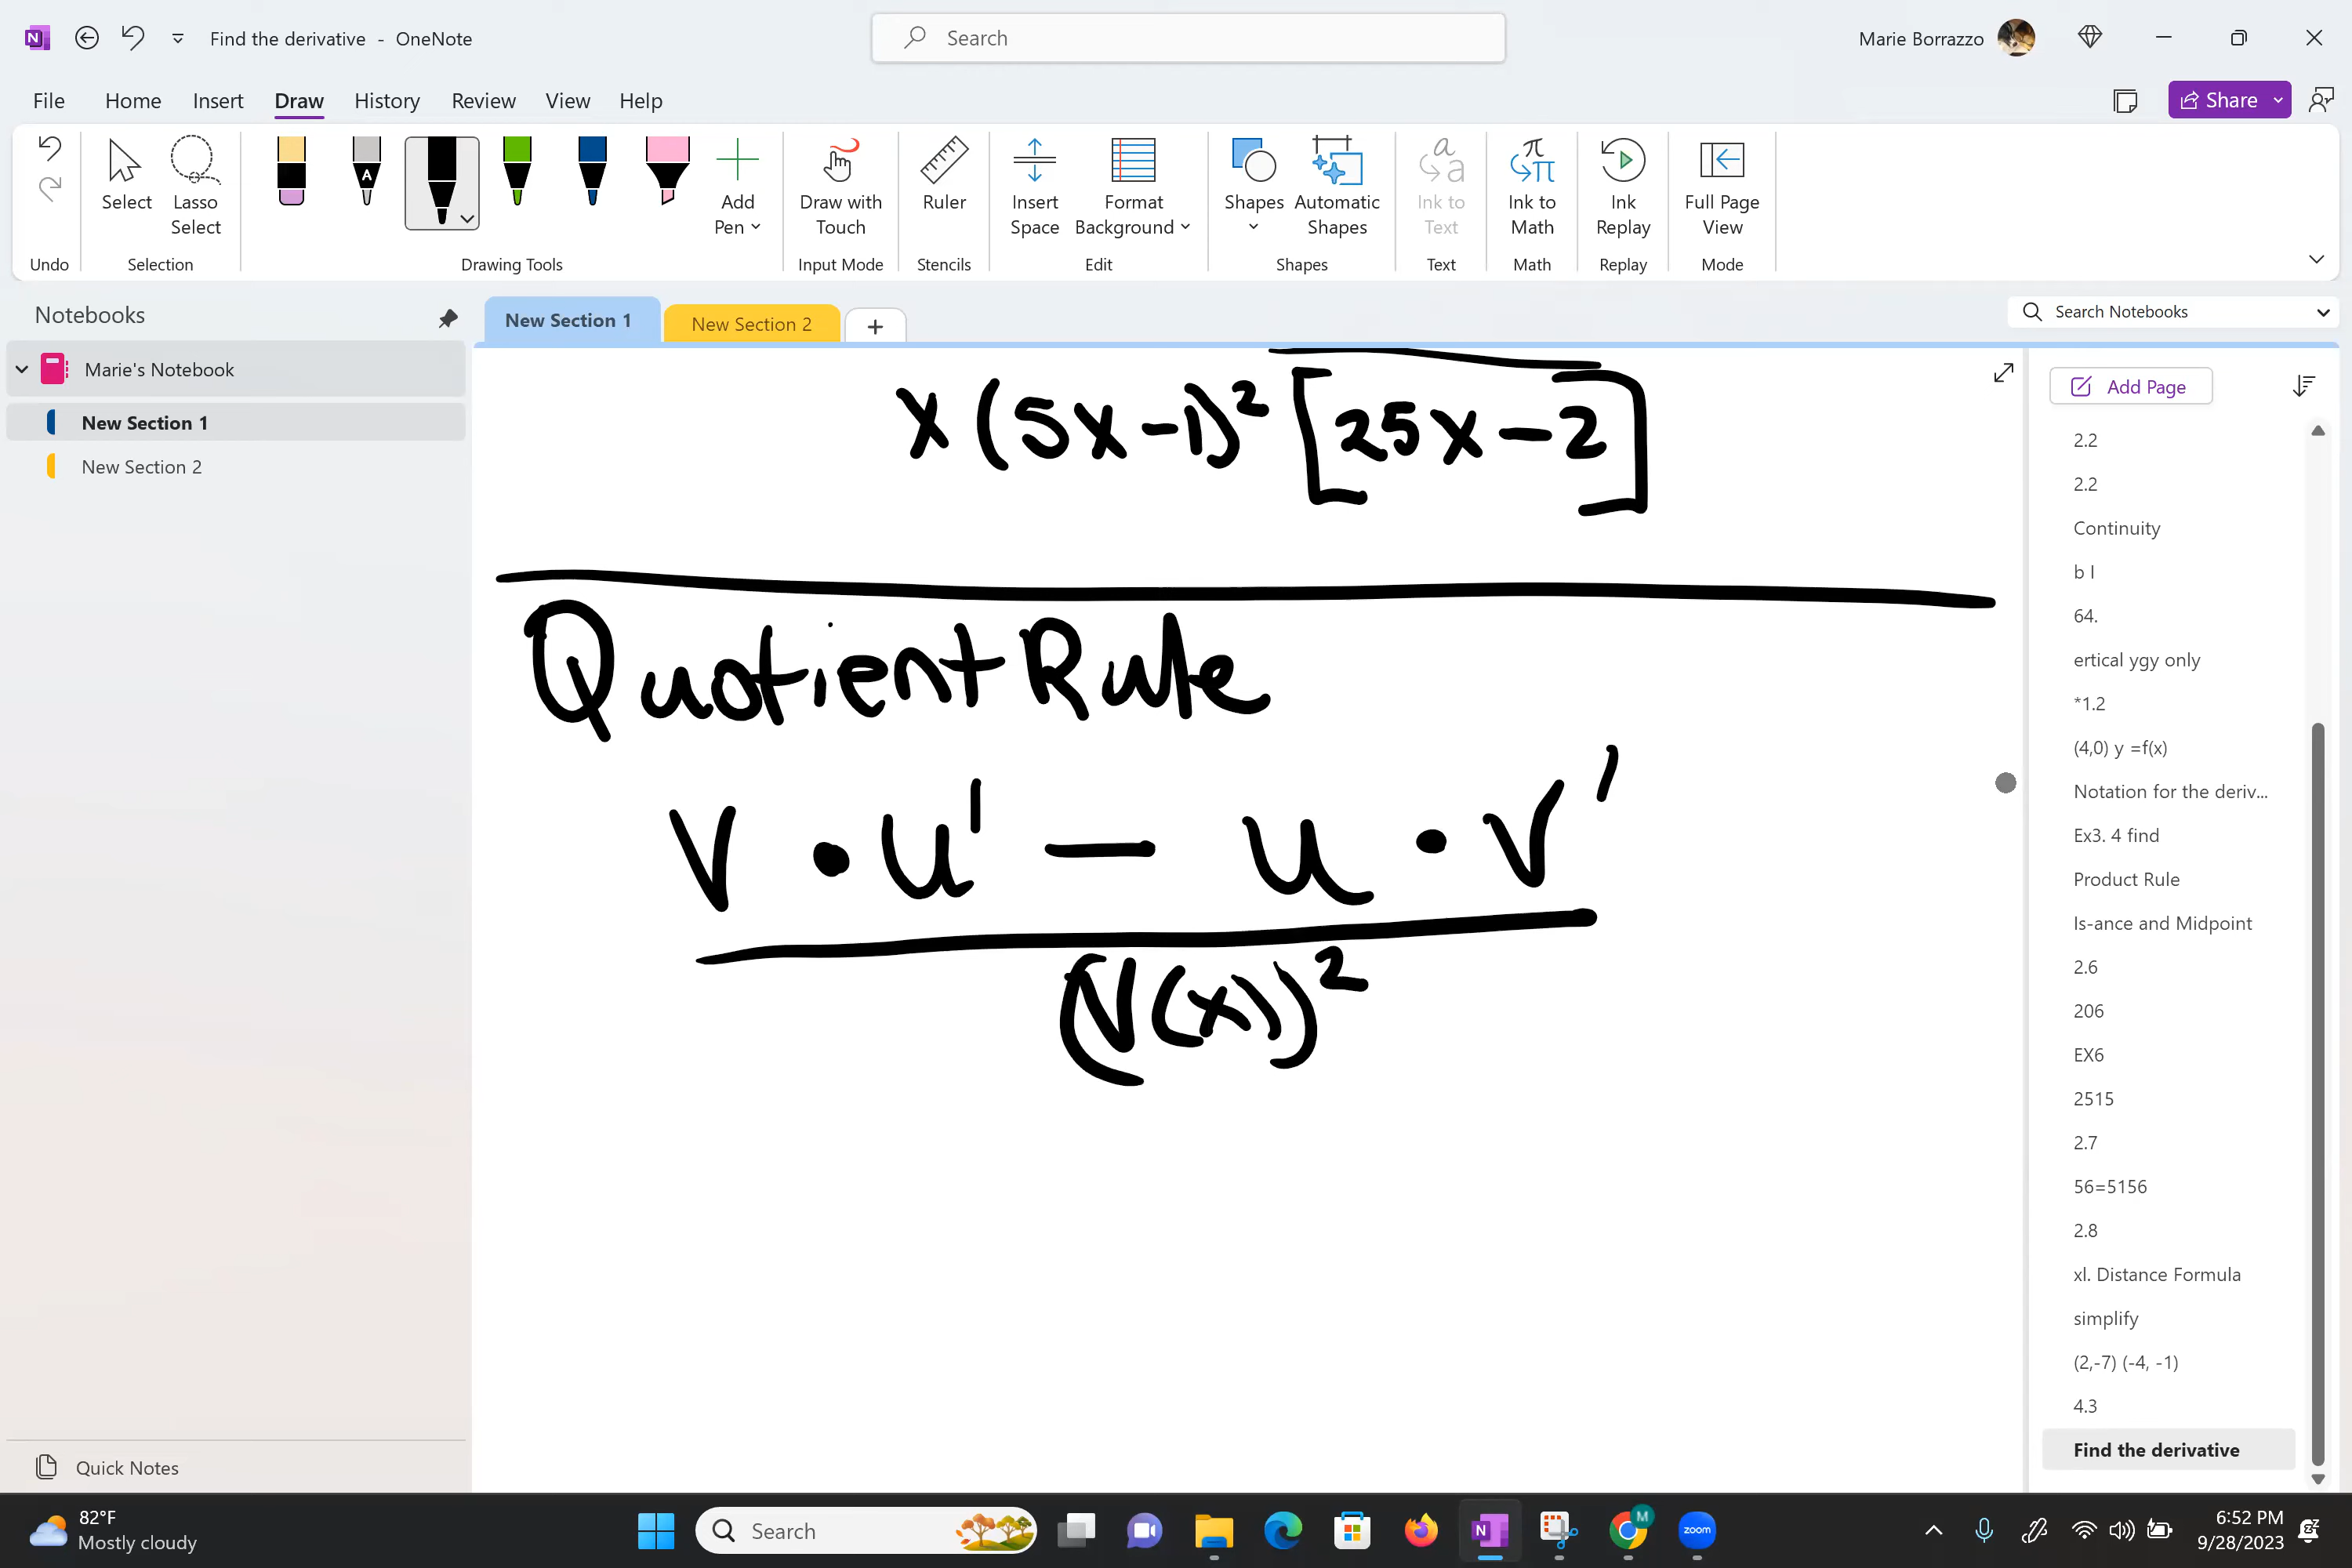 Find the derivative - OneNote
Search
Marie Borrazzo
File Home Insert Draw History Review View Help
Share
Select
Lasso Select
A
Add Pen
Draw with Touch
Ruler
Insert Space
Format Background
Shapes
Automatic Shapes
Ink to Text
Ink to Math
Ink Replay
Full Page View
Undo Selection Drawing Tools Input Mode Stencils Edit Shapes Text Math Replay Mode
Notebooks
Marie's Notebook
New Section 1
New Section 2
Quick Notes
New Section 1 New Section 2 +
Search Notebooks
x(5x-1)² [25x-2]
Quotient Rule
V • u' — u • v'
(V(x))²
Add Page
2.2
2.2
Continuity
b I
64.
ertical ygy only
*1.2
(4,0) y =f(x)
Notation for the deriv...
Ex3. 4 find
Product Rule
Is-ance and Midpoint
2.6
206
EX6
2515
2.7
56=5156
2.8
xl. Distance Formula
simplify
(2,-7) (-4, -1)
4.3
Find the derivative
82°F
Mostly cloudy
Search
M
zoom
6:52 PM
9/28/2023